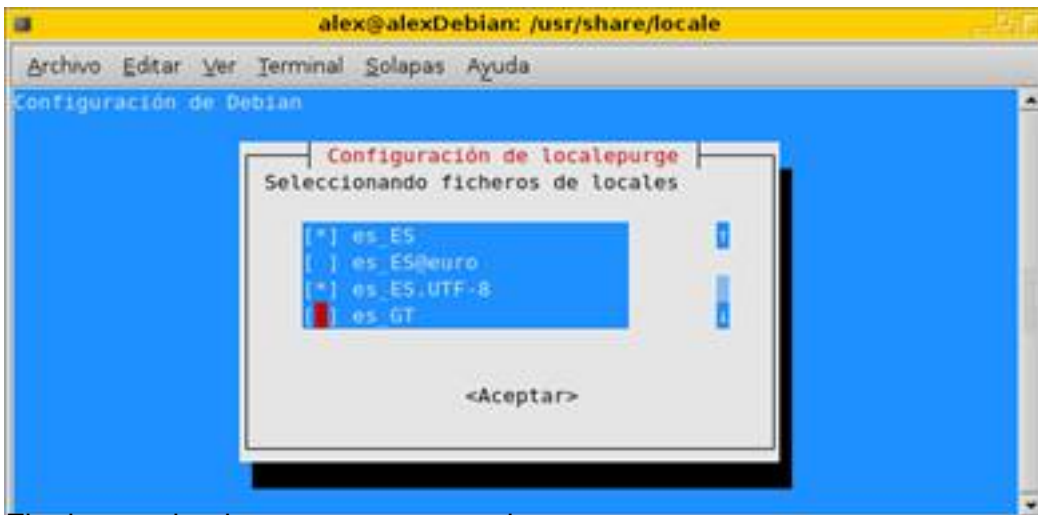 alex@alexDebian: /usr/share/locale
Archivo Editar Ver Terminal Solapas Ayuda
Configuración de Debian
Configuración de localepurge
Seleccionando ficheros de locales
[*] es_ES
[ ] es_ES@euro
[*] es_ES.UTF-8
[ ] es_GT
<Aceptar>